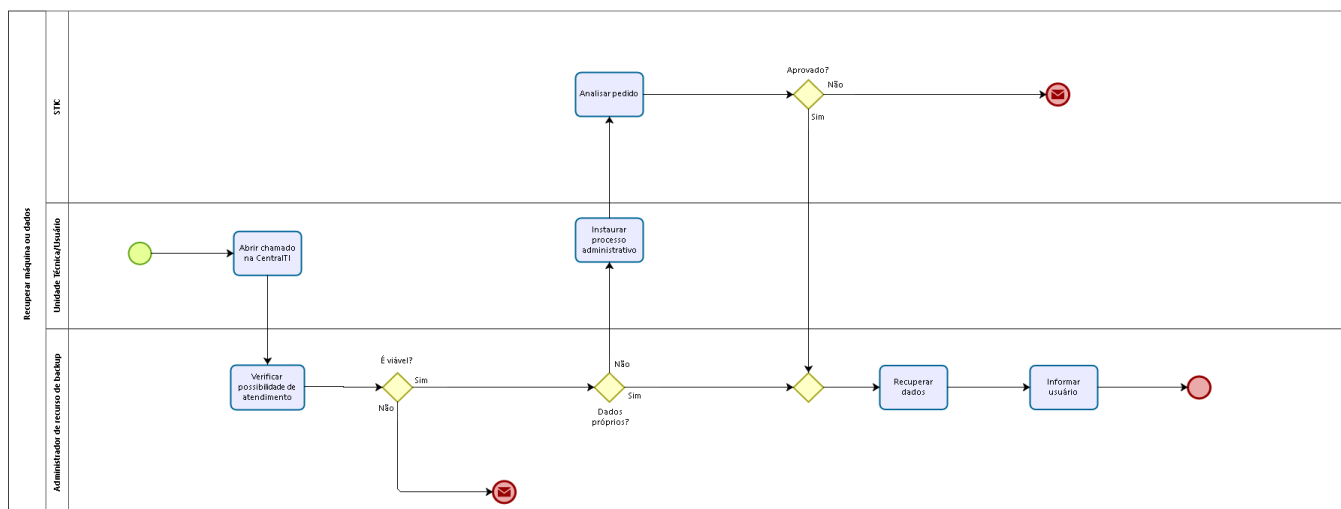 Recuperar máquina ou dados
STIC
Analisar pedido
Aprovado?
Não
Sim
Unidade Técnica/Usuário
Abrir chamado
na CentralTI
Instaurar
processo
administrativo
Administrador de recurso de backup
Verificar
possibilidade de
atendimento
É viável?
Sim
Não
Não
Sim
Dados
próprios?
Recuperar
dados
Informar
usuário